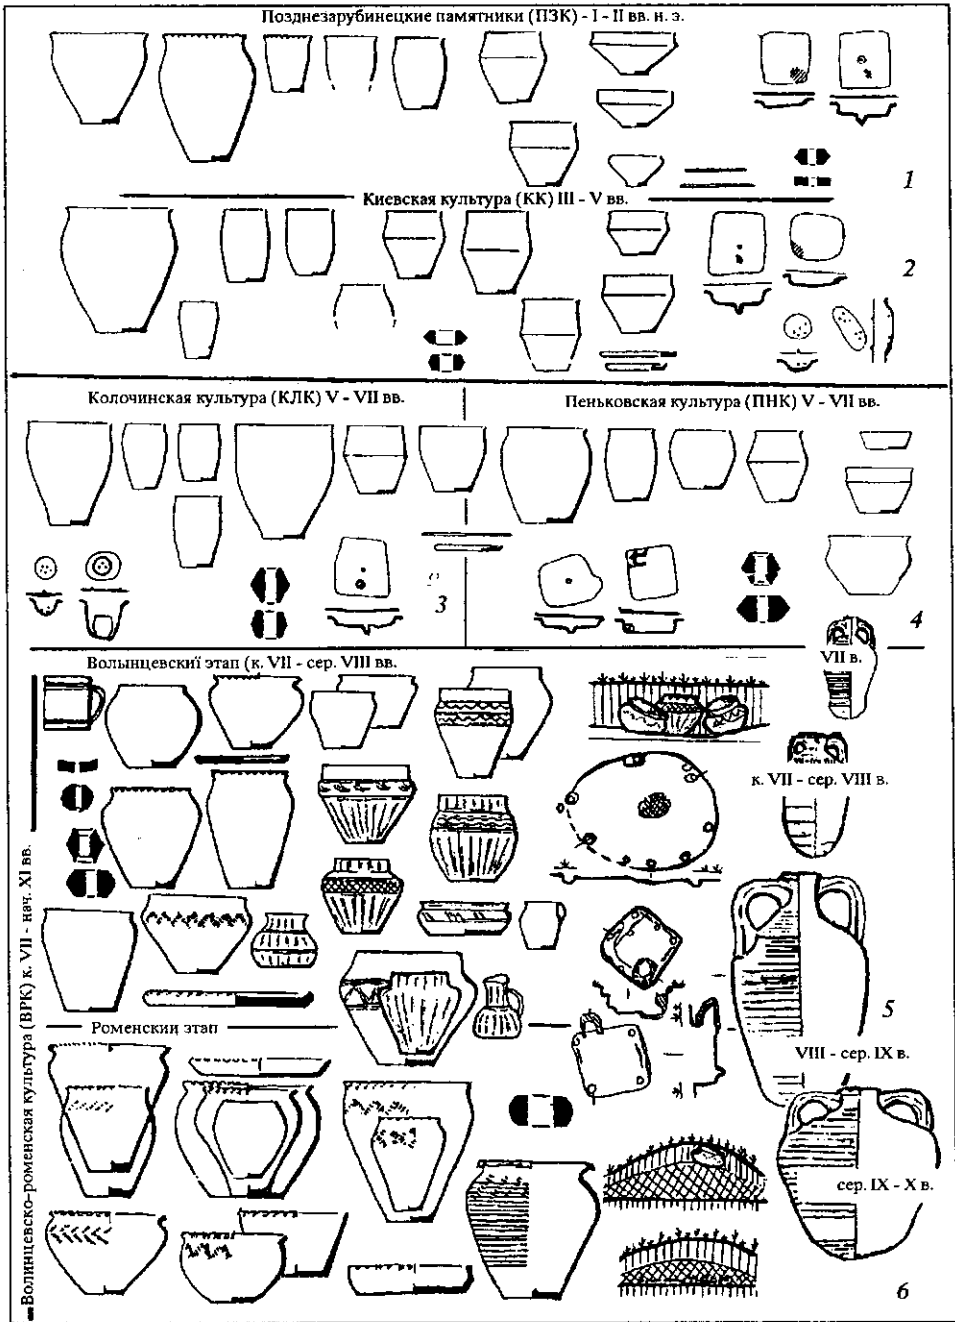 Позднезарубинецкие памятники (ПЗК) - I - II вв. н. э.
1
Киевская культура (КК) III - V вв.
2
Колочинская культура (КЛК) V - VII вв.
Пеньковская культура (ПНК) V - VII вв.
3
4
VII в.
Волынцевский этап (к. VII - сер. VIII вв.
к. VII - сер. VIII в.
Волинцевско-роменская культура (ВРК) к. VII - нач. XI вв.
5
Роменский этап
VIII - сер. IX в.
сер. IX - X в.
6